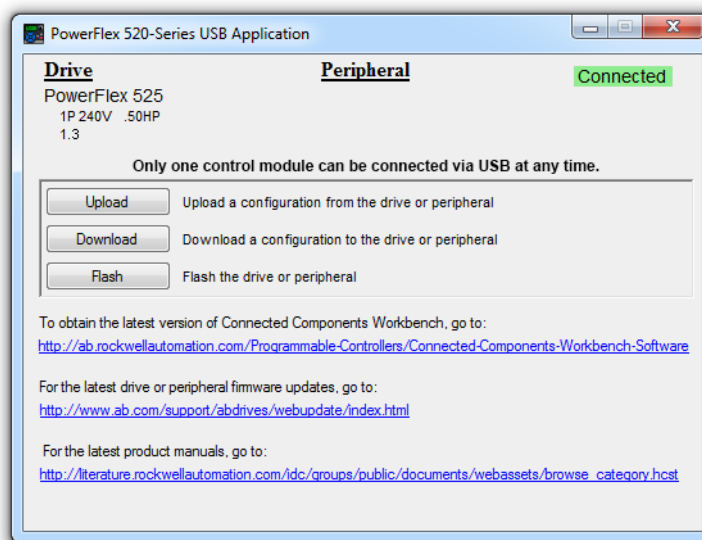 PowerFlex 520-Series USB Application
Drive Peripheral Connected
PowerFlex 525
1P 240V .50HP
1.3
Only one control module can be connected via USB at any time.
Upload Upload a configuration from the drive or peripheral
Download Download a configuration to the drive or peripheral
Flash Flash the drive or peripheral
To obtain the latest version of Connected Components Workbench, go to:
http://ab.rockwellautomation.com/Programmable-Controllers/Connected-Components-Workbench-Software
For the latest drive or peripheral firmware updates, go to:
http://www.ab.com/support/abdrives/webupdate/index.html
For the latest product manuals, go to:
http://literature.rockwellautomation.com/idc/groups/public/documents/webassets/browse_category.hcst